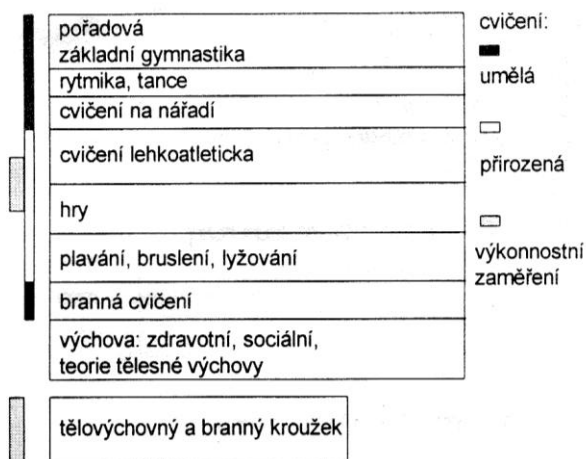 pořadová
základní gymnastika
rytmika, tance
cvičení na nářadí
cvičení lehkoatleticka
hry
plavání, bruslení, lyžování
branná cvičení
výchova: zdravotní, sociální,
teorie tělesné výchovy
tělovýchovný a branný kroužek
cvičení:
umělá
přirozená
výkonnostní
zaměření